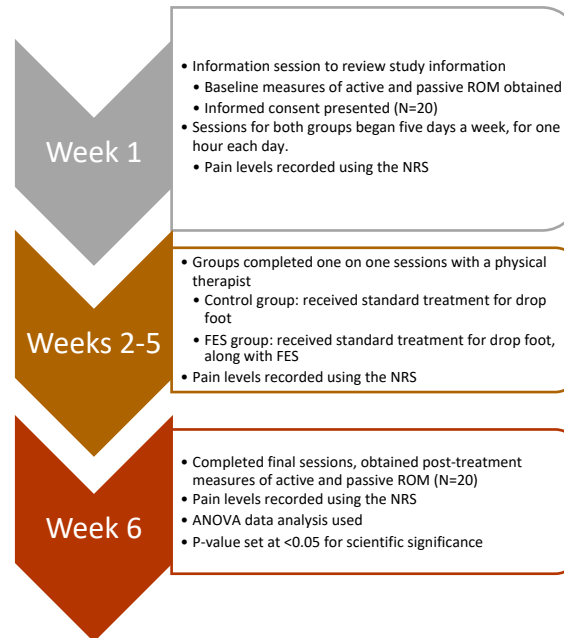 Week 1
• Information session to review study information
• Baseline measures of active and passive ROM obtained
• Informed consent presented (N=20)
• Sessions for both groups began five days a week, for one
hour each day.
• Pain levels recorded using the NRS
Weeks 2-5
• Groups completed one on one sessions with a physical
therapist
• Control group: received standard treatment for drop
foot
• FES group: received standard treatment for drop foot,
along with FES
• Pain levels recorded using the NRS
Week 6
• Completed final sessions, obtained post-treatment
measures of active and passive ROM (N=20)
• Pain levels recorded using the NRS
• ANOVA data analysis used
• P-value set at <0.05 for scientific significance